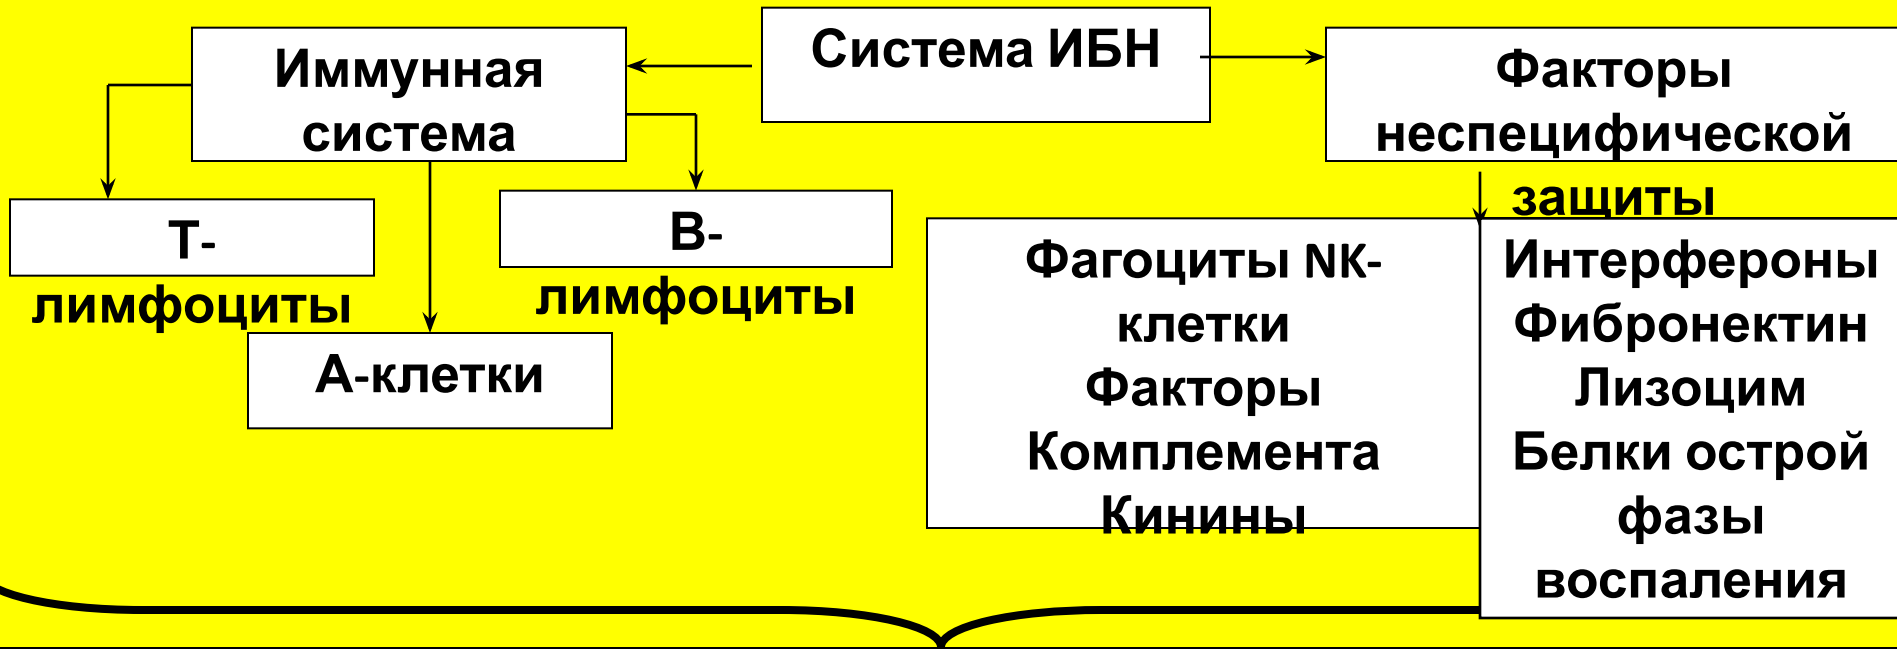 Система ИБН
Иммунная
система
Факторы
неспецифической
защиты
Т-
лимфоциты
В-
лимфоциты
А-клетки
Фагоциты NK-
клетки
Факторы
Комплемента
Кинины
Интерфероны
Фибронектин
Лизоцим
Белки острой
фазы
воспаления